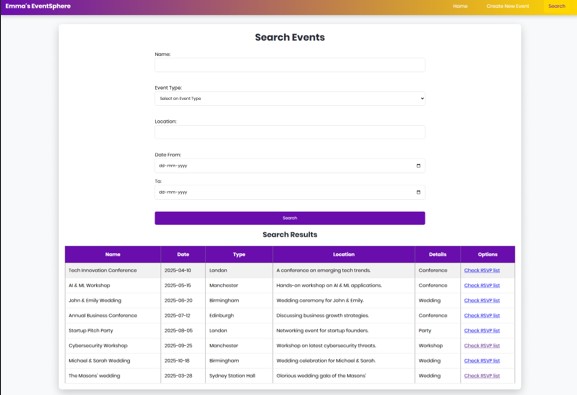 Emma's EventSphere Name Create New Event Search
Search Events
Name:
Event Type:
Select an Event Type
Location:
Date From:
dd-mm-yyyy
To:
dd-mm-yyyy
Search
Search Results
Name Date Type Location Details Options
Tech Innovation Conference 2025-04-10 London A conference on emerging tech trends. Conference Check RSVP list
AI & ML Workshop 2025-05-15 Manchester Hands-on workshop on AI & ML applications. Conference Check RSVP list
John & Emily Wedding 2025-06-20 Birmingham Wedding ceremony for John & Emily. Wedding Check RSVP list
Annual Business Conference 2025-07-12 Edinburgh Discussing business growth strategies. Conference Check RSVP list
Startup Pitch Party 2025-08-05 London Networking event for startup founders. Party Check RSVP list
Cybersecurity Workshop 2025-09-25 Manchester Workshop on latest cybersecurity threats. Workshop Check RSVP list
Michael & Sarah Wedding 2025-10-18 Birmingham Wedding celebration for Michael & Sarah. Wedding Check RSVP list
The Masons' wedding 2025-03-28 Sydney Station Hall Glorious wedding gala of the Masons' Wedding Check RSVP list